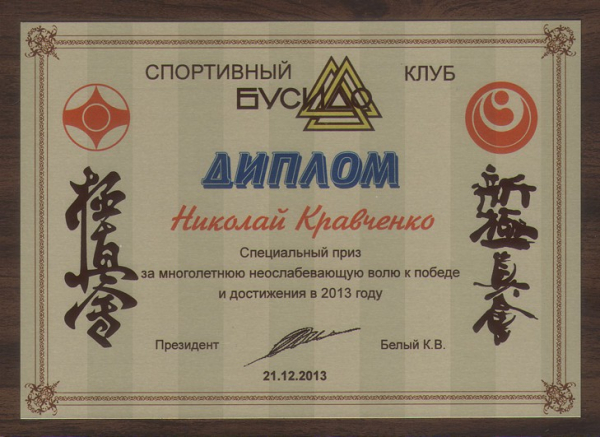 СПОРТИВНЫЙ КЛУБ
БУСИДО
ДИПЛОМ
Николай Кравченко
Специальный приз
за многолетнюю неослабевающую волю к победе
и достижения в 2013 году
Президент Белый К.В.
21.12.2013
極真會
新極真會